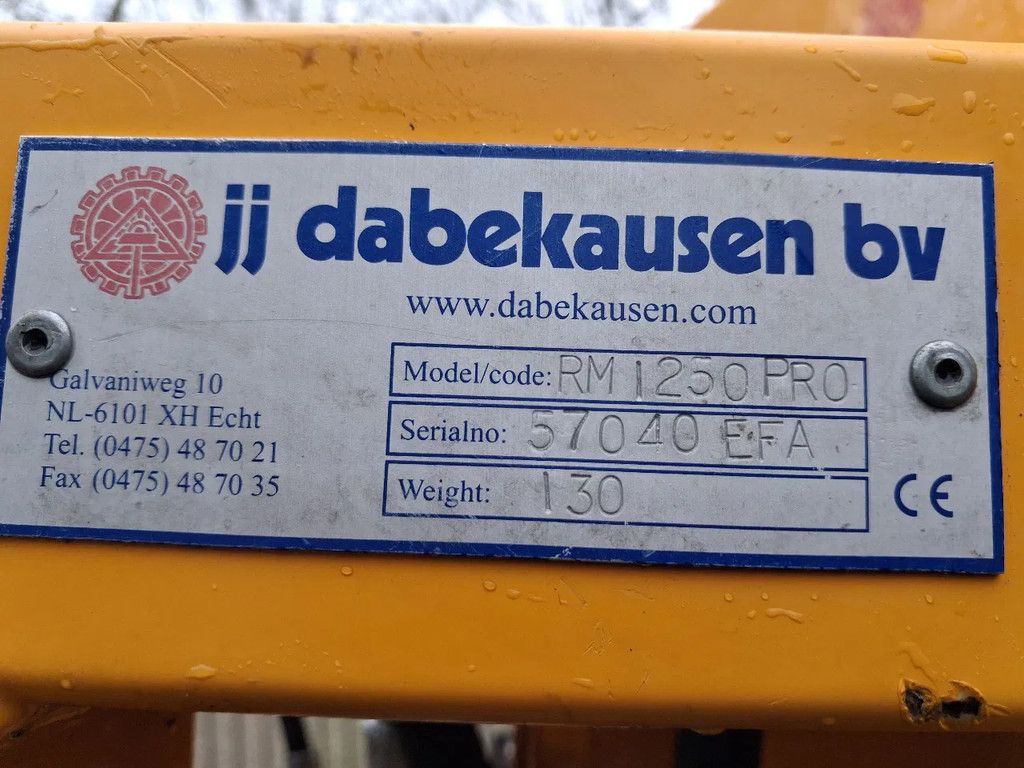 jj dabekausen bv
www.dabekausen.com
Galvaniweg 10
NL-6101 XH Echt
Tel. (0475) 48 70 21
Fax (0475) 48 70 35
Model/code: RM 1250 PRO
Serialno: 57040 EFA
Weight: 130
CE